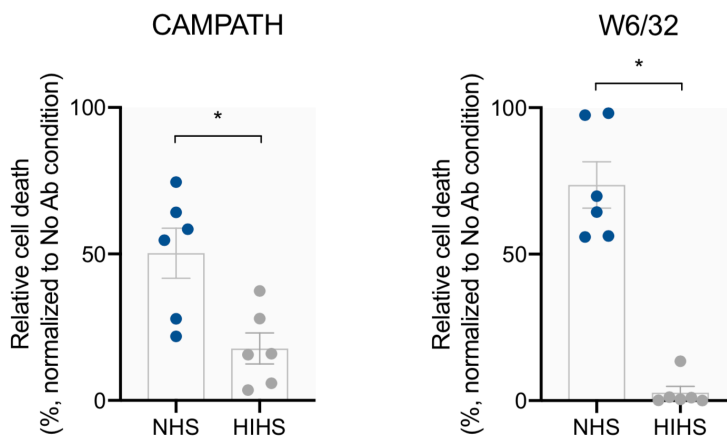 CAMPATH
Relative cell death
(%, normalized to No Ab condition)
100
50
0
*
NHS
HIHS
W6/32
Relative cell death
(%, normalized to No Ab condition)
100
50
0
*
NHS
HIHS